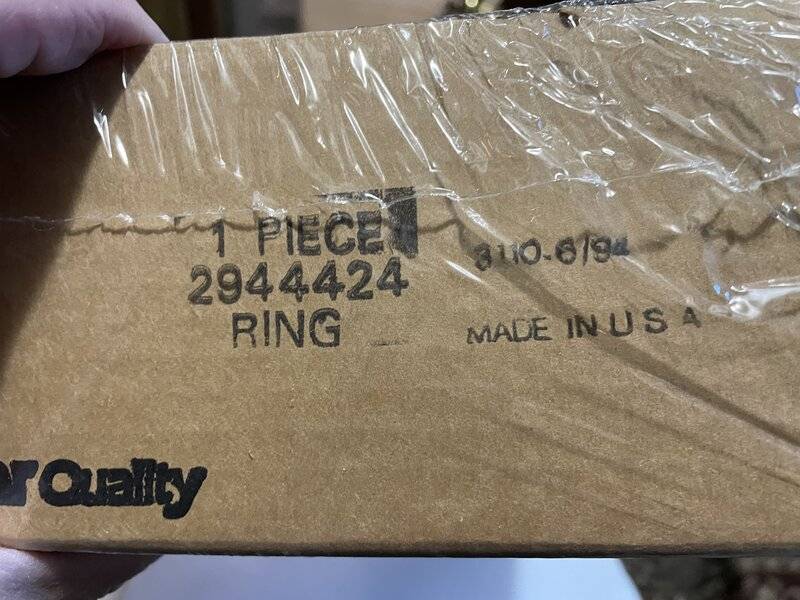 1 PIECE
2944424
RING
3110-6/94
MADE IN U S A
Quality